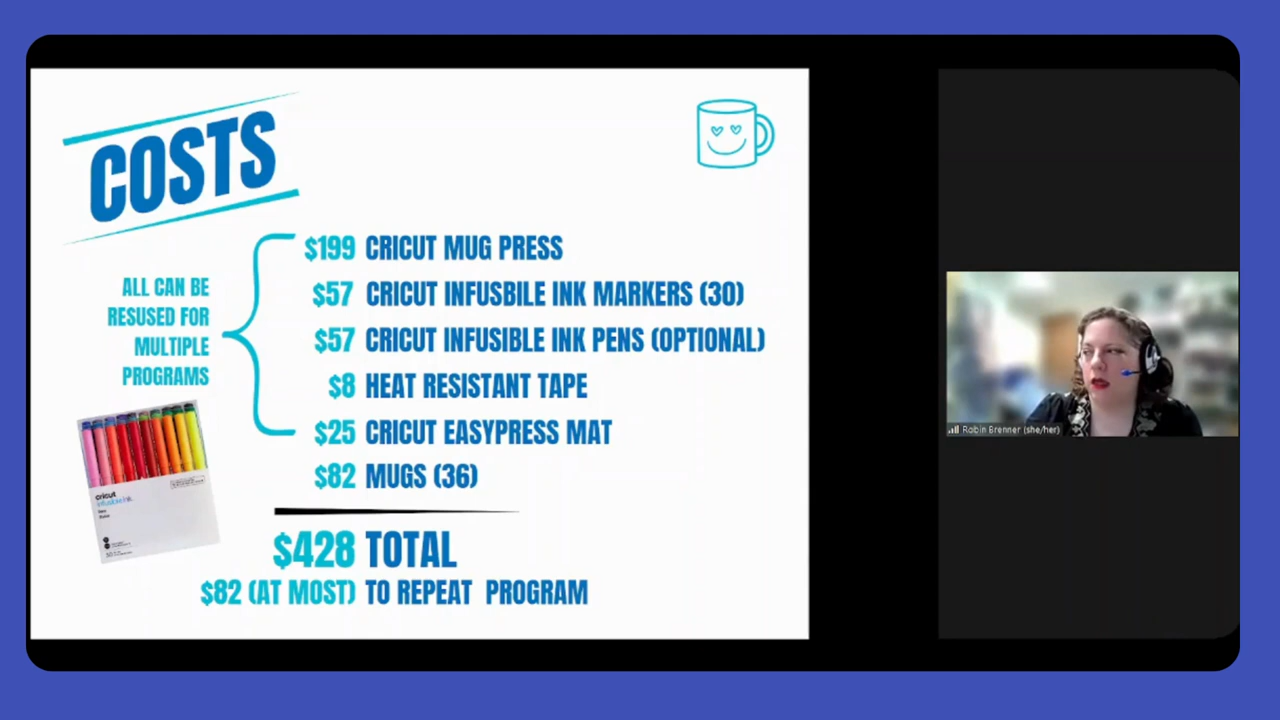 COSTS
ALL CAN BE
RESUSED FOR
MULTIPLE
PROGRAMS
$199 CRICUT MUG PRESS
$57 CRICUT INFUSBILE INK MARKERS (30)
$57 CRICUT INFUSIBLE INK PENS (OPTIONAL)
$8 HEAT RESISTANT TAPE
$25 CRICUT EASYPRESS MAT
$82 MUGS (36)
$428 TOTAL
$82 (AT MOST) TO REPEAT PROGRAM
cricut
infusible ink
Robin Brenner (she/her)